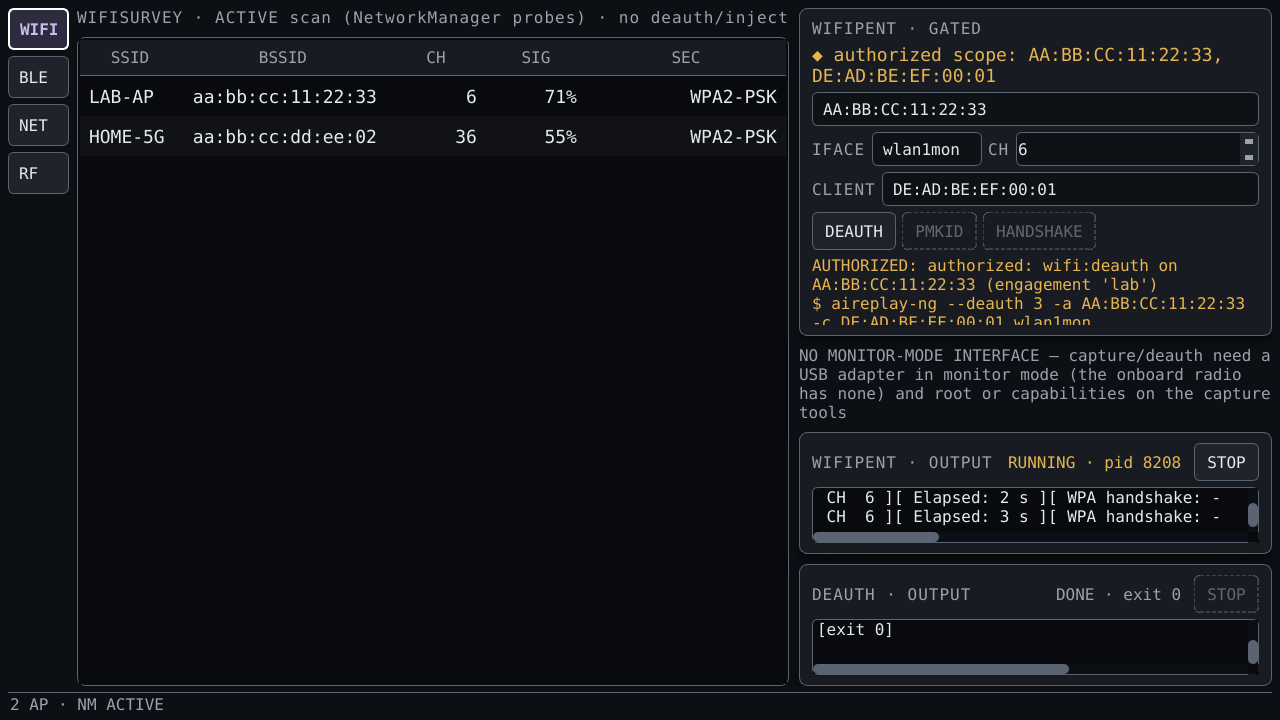 WIFI
BLE
NET
RF
WIFISURVEY · ACTIVE scan (NetworkManager probes) · no deauth/inject
SSID BSSID CH SIG SEC
LAB-AP aa:bb:cc:11:22:33 6 71% WPA2-PSK
HOME-5G aa:bb:cc:dd:ee:02 36 55% WPA2-PSK
WIFIPENT · GATED
◆ authorized scope: AA:BB:CC:11:22:33,
DE:AD:BE:EF:00:01
AA:BB:CC:11:22:33
IFACE wlan1mon CH 6
CLIENT DE:AD:BE:EF:00:01
DEAUTH PMKID HANDSHAKE
AUTHORIZED: authorized: wifi:deauth on
AA:BB:CC:11:22:33 (engagement 'lab')
$ aireplay-ng --deauth 3 -a AA:BB:CC:11:22:33
-c DE:AD:BE:EF:00:01 wlan1mon
NO MONITOR-MODE INTERFACE — capture/deauth need a
USB adapter in monitor mode (the onboard radio
has none) and root or capabilities on the capture
tools
WIFIPENT · OUTPUT RUNNING · pid 8208 STOP
CH 6 ][ Elapsed: 2 s ][ WPA handshake: -
CH 6 ][ Elapsed: 3 s ][ WPA handshake: -
DEAUTH · OUTPUT DONE · exit 0 STOP
[exit 0]
2 AP · NM ACTIVE